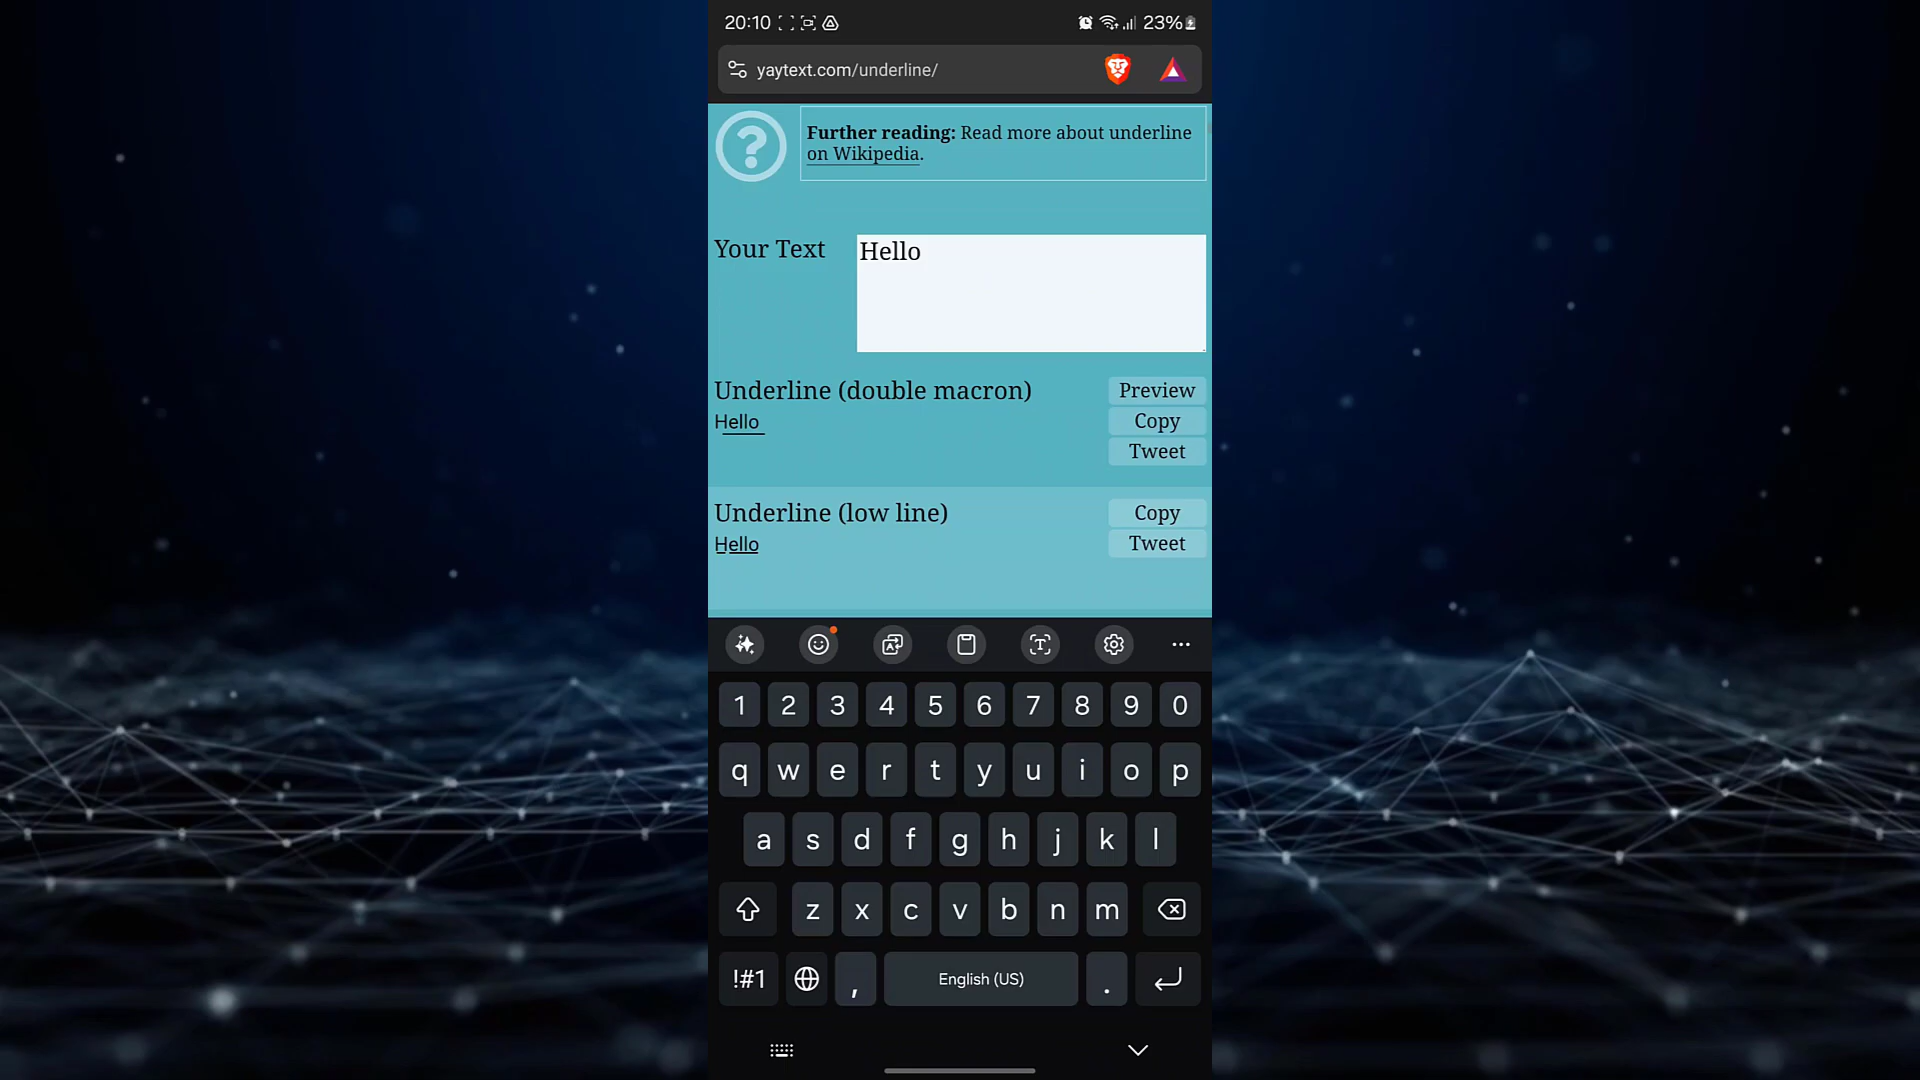 20:10
23%
yaytext.com/underline/
Further reading: Read more about underline
on Wikipedia.
Your Text
Hello
Underline (double macron)
Preview
Hello
Copy
Tweet
Underline (low line)
Copy
Hello
Tweet
1 2 3 4 5 6 7 8 9 0
q w e r t y u i o p
a s d f g h j k l
z x c v b n m
!#1 , English (US) .